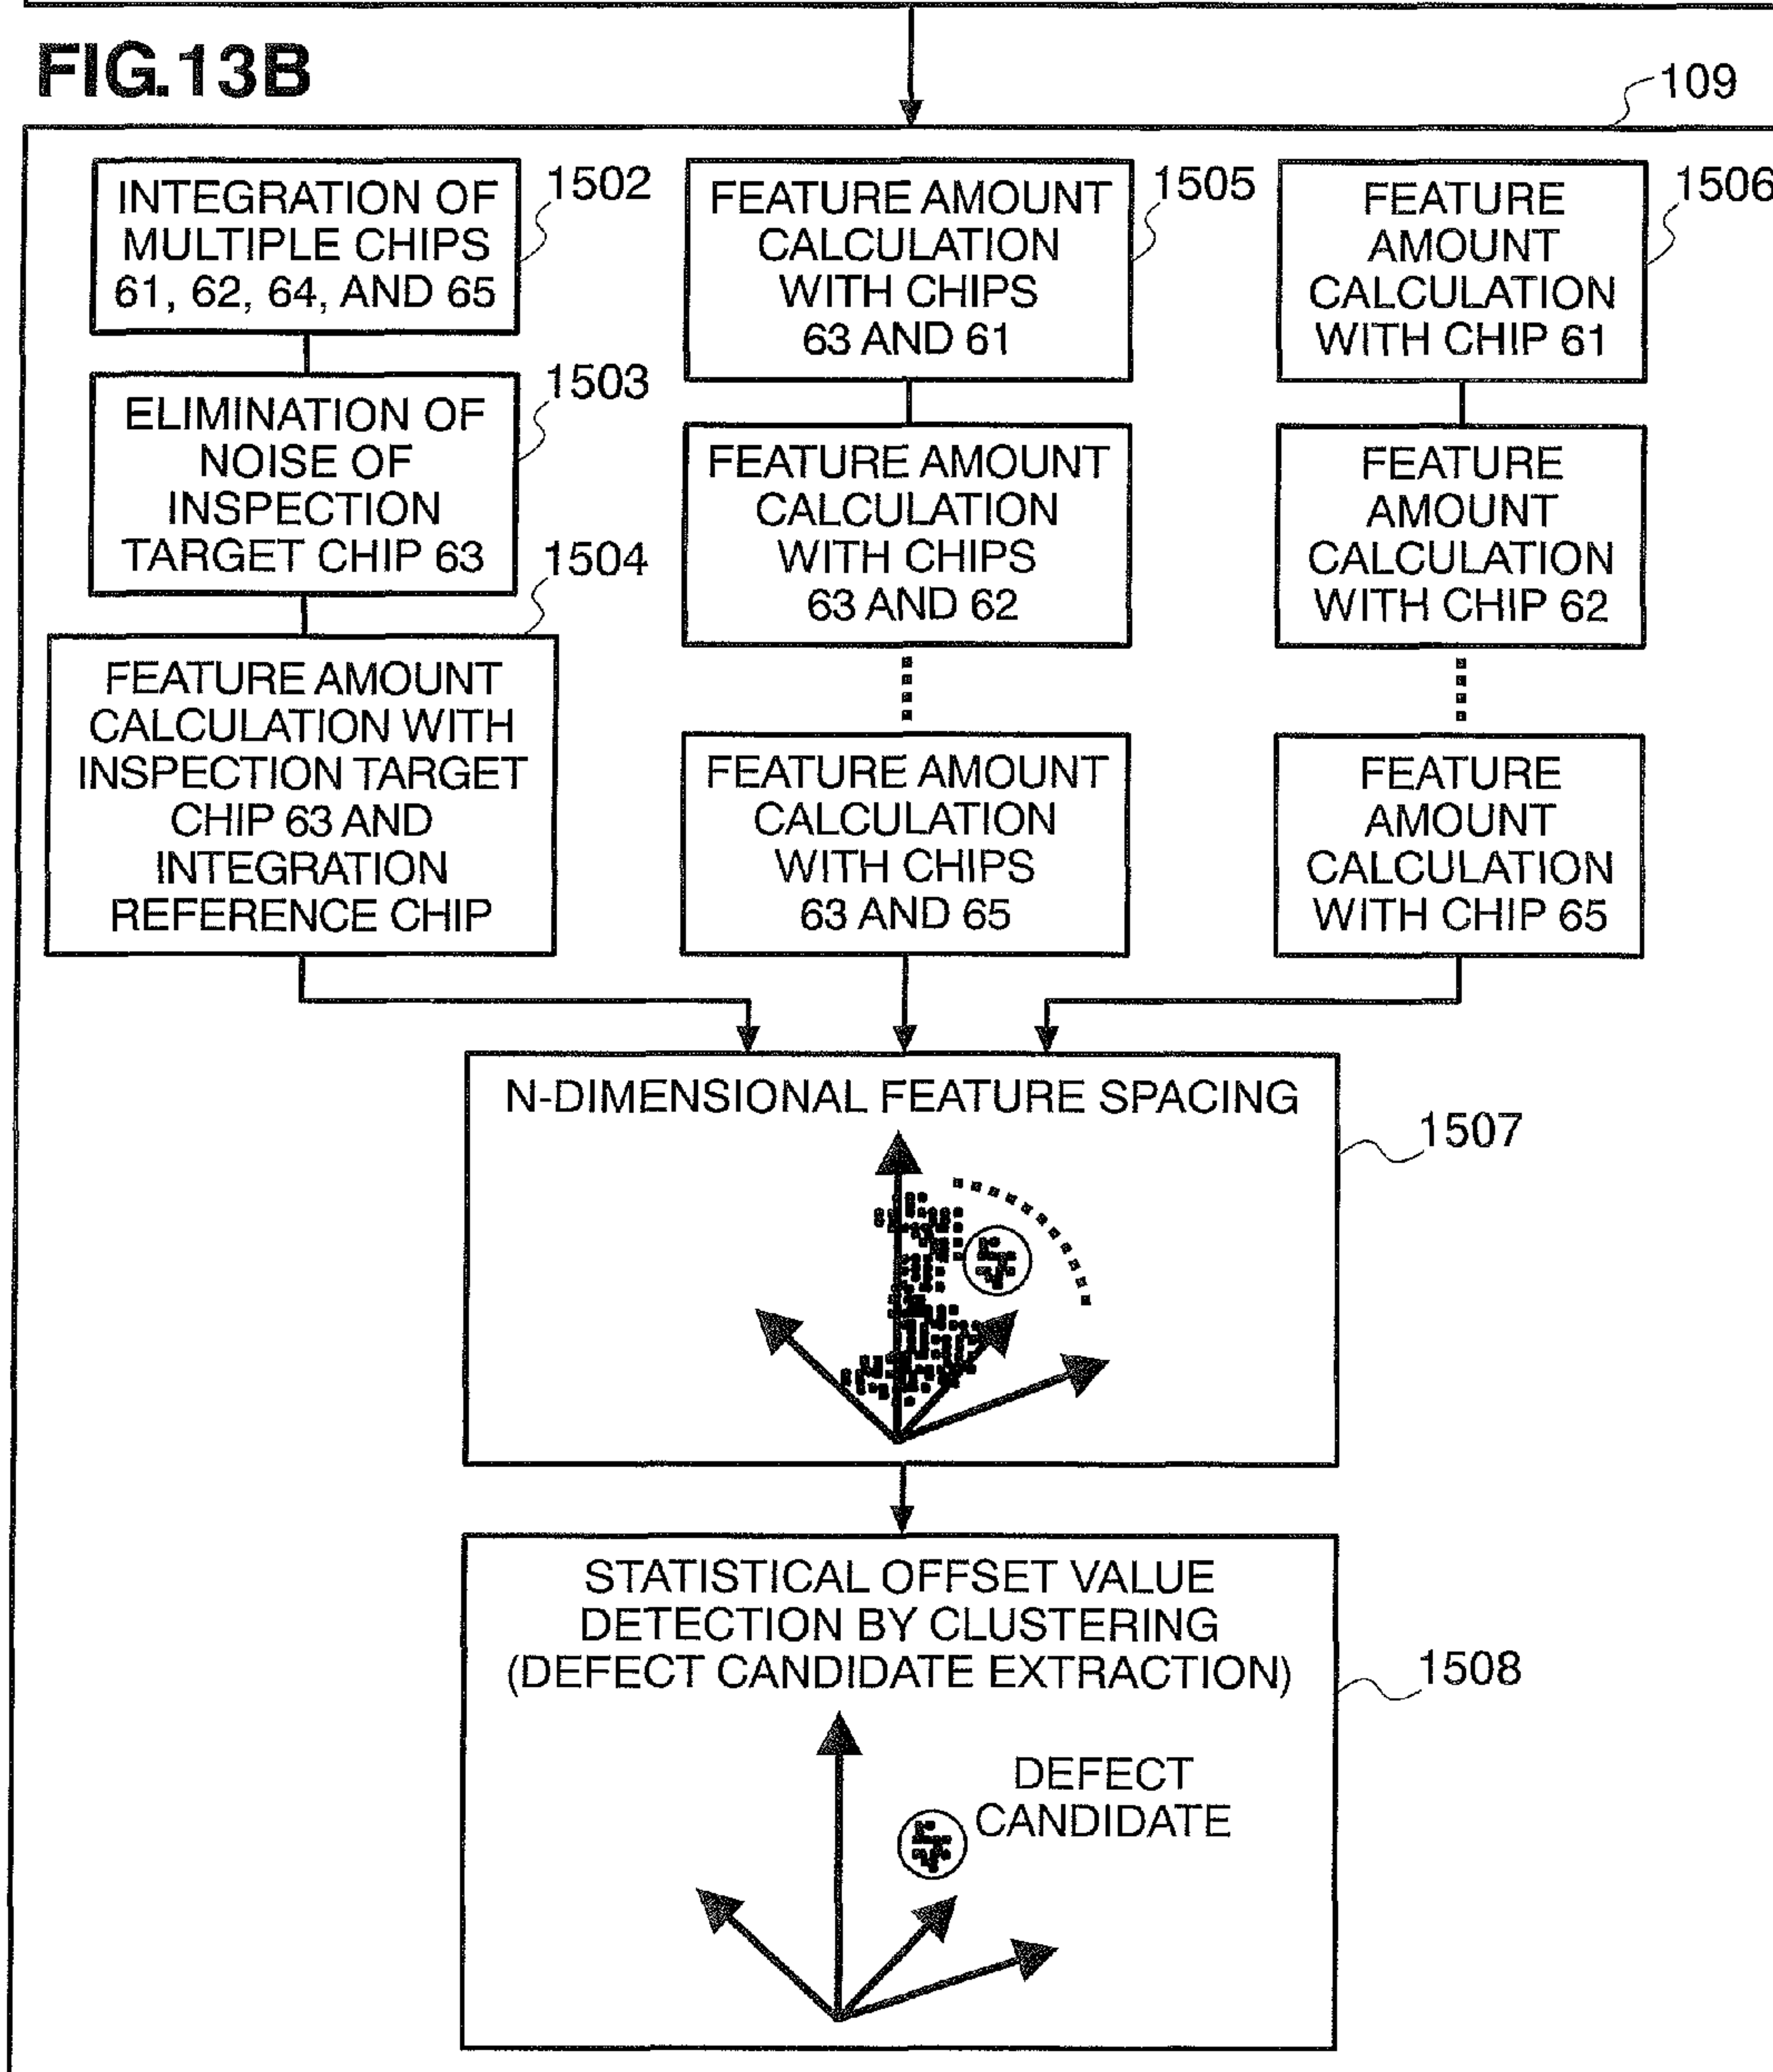 FIG.13B
109
INTEGRATION OF
MULTIPLE CHIPS
61, 62, 64, AND 65
1502
ELIMINATION OF
NOISE OF
INSPECTION
TARGET CHIP 63
1503
FEATURE AMOUNT
CALCULATION WITH
INSPECTION TARGET
CHIP 63 AND
INTEGRATION
REFERENCE CHIP
1504
FEATURE AMOUNT
CALCULATION
WITH CHIPS
63 AND 61
1505
FEATURE AMOUNT
CALCULATION
WITH CHIPS
63 AND 62
FEATURE AMOUNT
CALCULATION
WITH CHIPS
63 AND 65
FEATURE
AMOUNT
CALCULATION
WITH CHIP 61
1506
FEATURE
AMOUNT
CALCULATION
WITH CHIP 62
FEATURE
AMOUNT
CALCULATION
WITH CHIP 65
N-DIMENSIONAL FEATURE SPACING
1507
STATISTICAL OFFSET VALUE
DETECTION BY CLUSTERING
(DEFECT CANDIDATE EXTRACTION)
1508
DEFECT
CANDIDATE